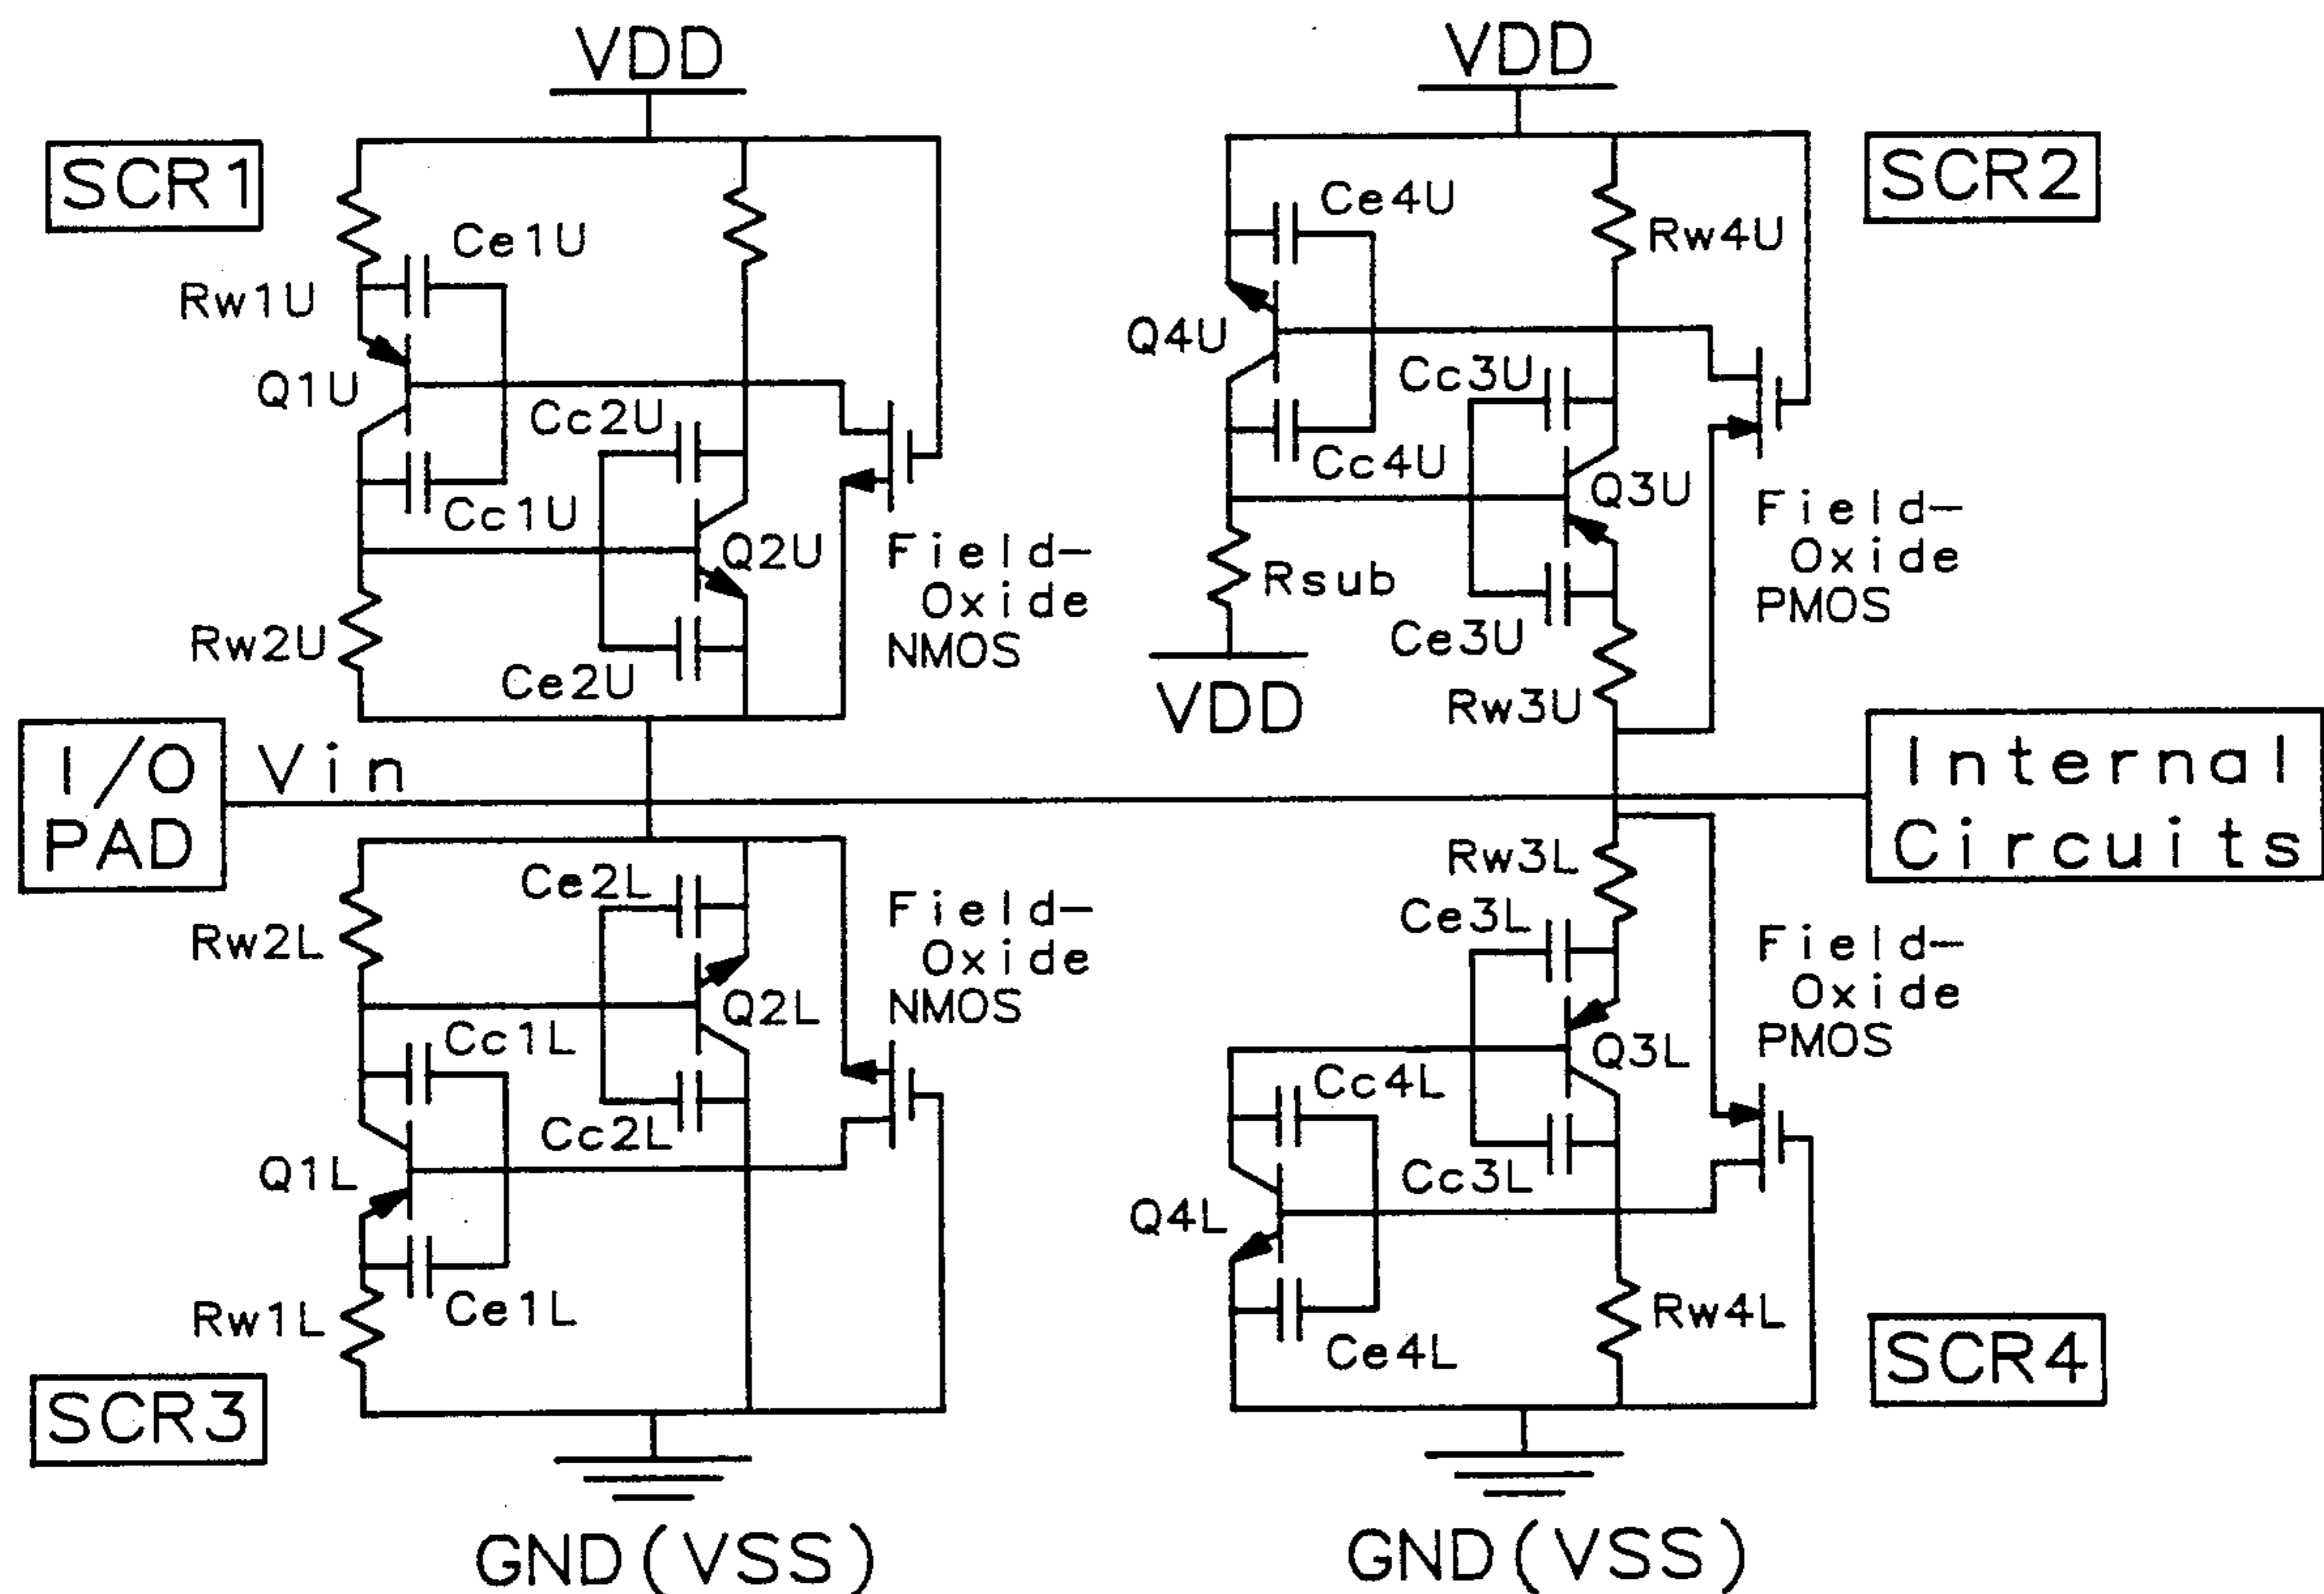 VDD
VDD
SCR1
SCR2
Ce1U
Ce4U
Rw1U
Rw4U
Q1U
Q4U
Cc2U
Cc3U
Cc1U
Cc4U
Q2U
Q3U
Field-
Oxide
NMOS
Field-
Oxide
PMOS
Rw2U
Rsub
Ce2U
Ce3U
VDD
Rw3U
I/O
PAD
Vin
Internal
Circuits
Rw2L
Ce2L
Rw3L
Ce3L
Field-
Oxide
NMOS
Field-
Oxide
PMOS
Q2L
Q3L
Cc1L
Cc4L
Cc2L
Cc3L
Q1L
Q4L
Rw1L
Ce1L
Rw4L
Ce4L
SCR3
SCR4
GND(VSS)
GND(VSS)